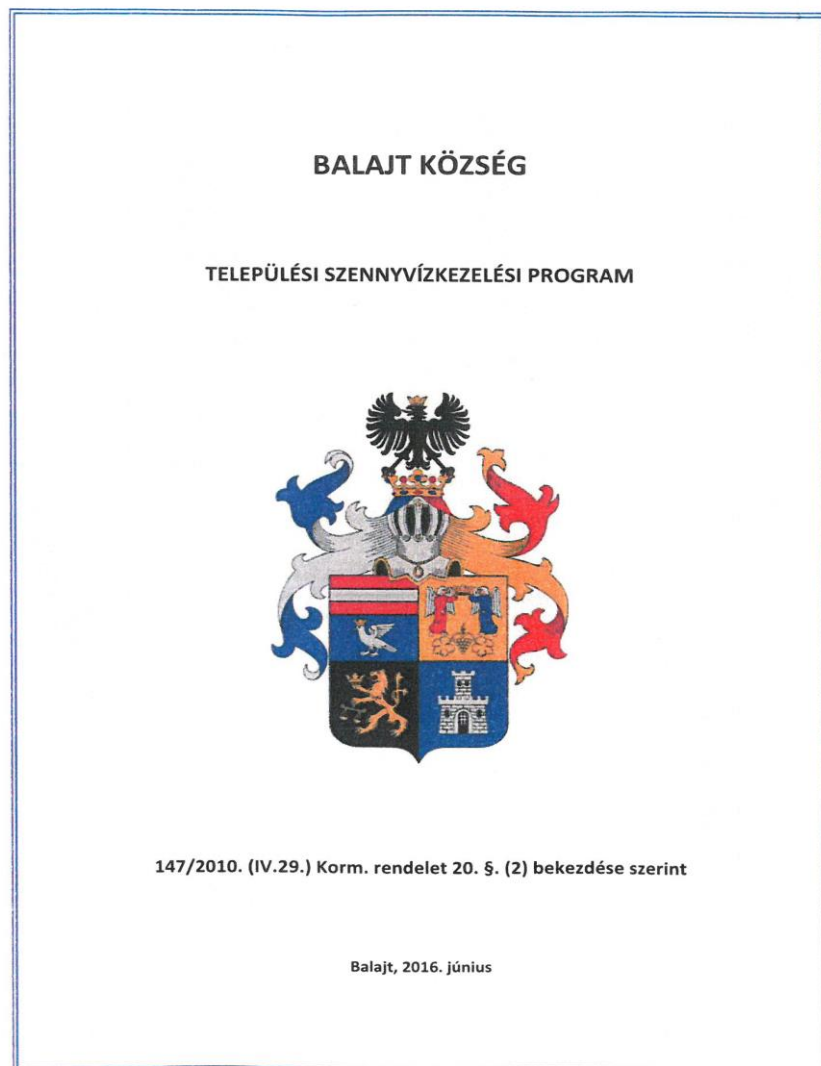 BALAJT KÖZSÉG
TELEPÜLÉSI SZENNYVÍZKEZELÉSI PROGRAM
147/2010. (IV.29.) Korm. rendelet 20. §. (2) bekezdése szerint
Balajt, 2016. június